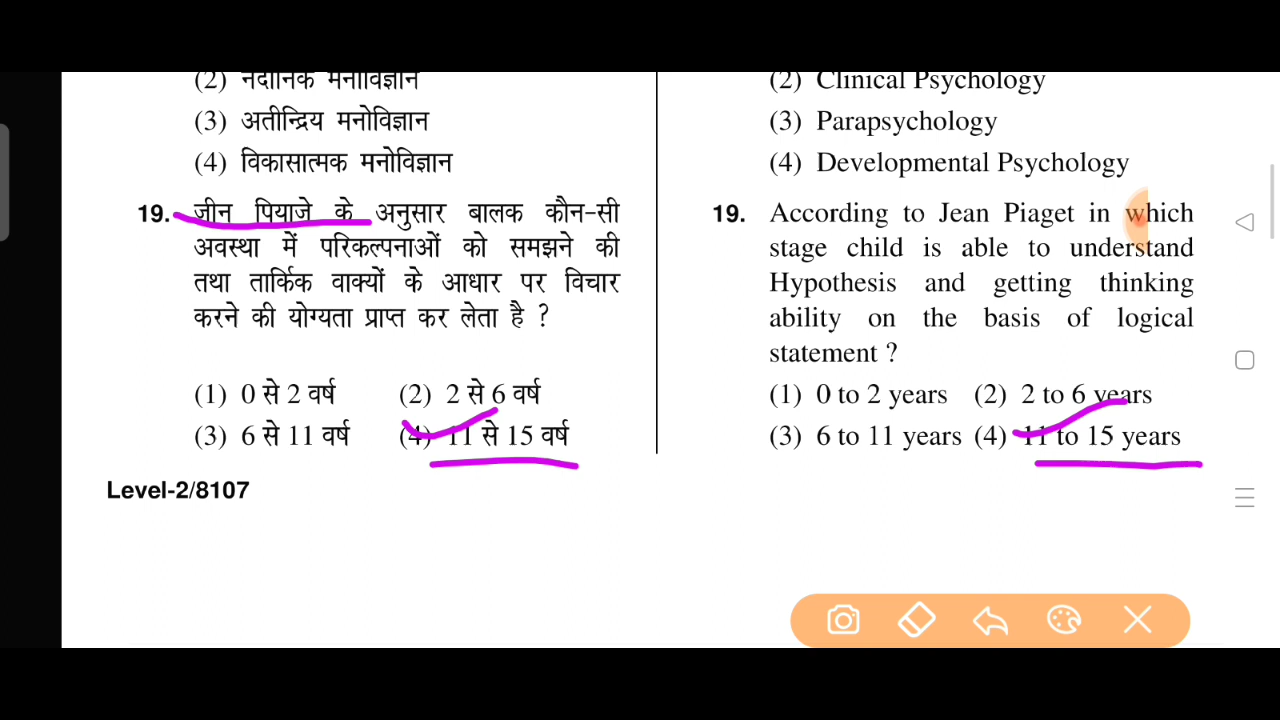 (2) नैदानिक मनोविज्ञान
(3) अतीन्द्रिय मनोविज्ञान
(4) विकासात्मक मनोविज्ञान
19. जीन पियाजे के अनुसार बालक कौन-सी
अवस्था में परिकल्पनाओं को समझने की
तथा तार्किक वाक्यों के आधार पर विचार
करने की योग्यता प्राप्त कर लेता है ?
(1) 0 से 2 वर्ष (2) 2 से 6 वर्ष
(3) 6 से 11 वर्ष (4) 11 से 15 वर्ष
Level-2/8107
(2) Clinical Psychology
(3) Parapsychology
(4) Developmental Psychology
19. According to Jean Piaget in which
stage child is able to understand
Hypothesis and getting thinking
ability on the basis of logical
statement ?
(1) 0 to 2 years (2) 2 to 6 years
(3) 6 to 11 years (4) 11 to 15 years